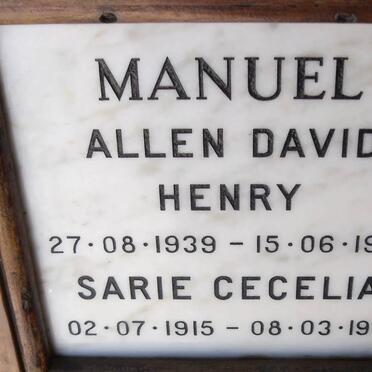 MANUEL
ALLEN DAVID
HENRY
27·08·1939 – 15·06·19
SARIE CECELIA
02·07·1915 – 08·03·19